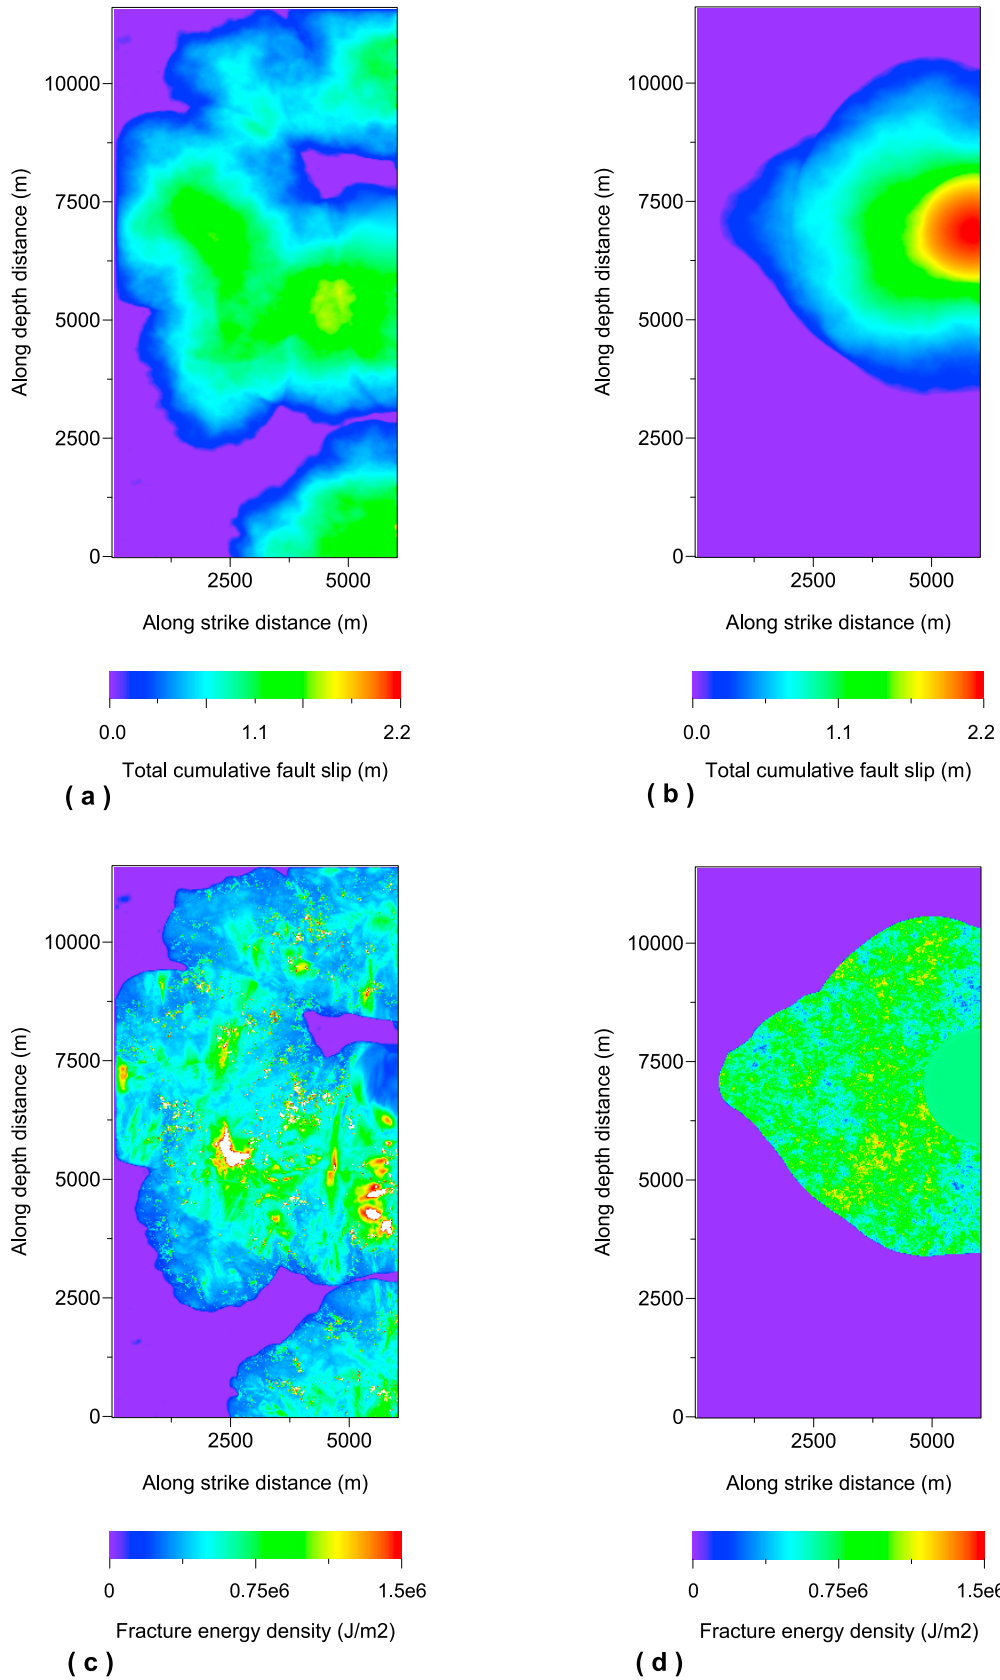 10000
7500
5000
2500
0
Along depth distance (m)
2500 5000
Along strike distance (m)
0.0 1.1 2.2
Total cumulative fault slip (m)
( a )
10000
7500
5000
2500
0
Along depth distance (m)
2500 5000
Along strike distance (m)
0.0 1.1 2.2
Total cumulative fault slip (m)
( b )
10000
7500
5000
2500
0
Along depth distance (m)
2500 5000
Along strike distance (m)
0 0.75e6 1.5e6
Fracture energy density (J/m2)
( c )
10000
7500
5000
2500
0
Along depth distance (m)
2500 5000
Along strike distance (m)
0 0.75e6 1.5e6
Fracture energy density (J/m2)
( d )